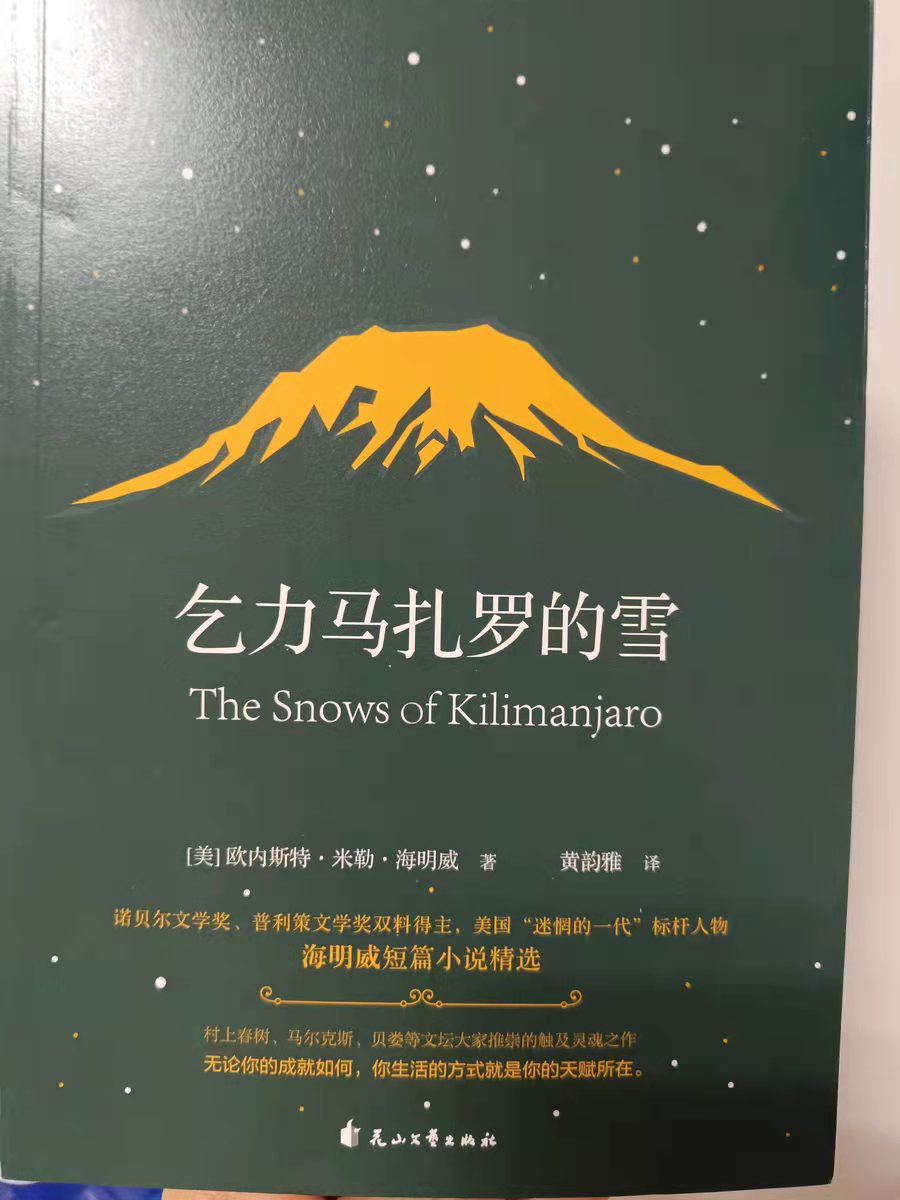 乞力马扎罗的雪
The Snows of Kilimanjaro
[美] 欧内斯特·米勒·海明威 著 黄韵雅 译
诺贝尔文学奖、普利策文学奖双料得主，美国“迷惘的一代”标杆人物
海明威短篇小说精选
村上春树、马尔克斯、贝娄等文坛大家推崇的触及灵魂之作
无论你的成就如何，你生活的方式就是你的天赋所在。
花山文艺出版社